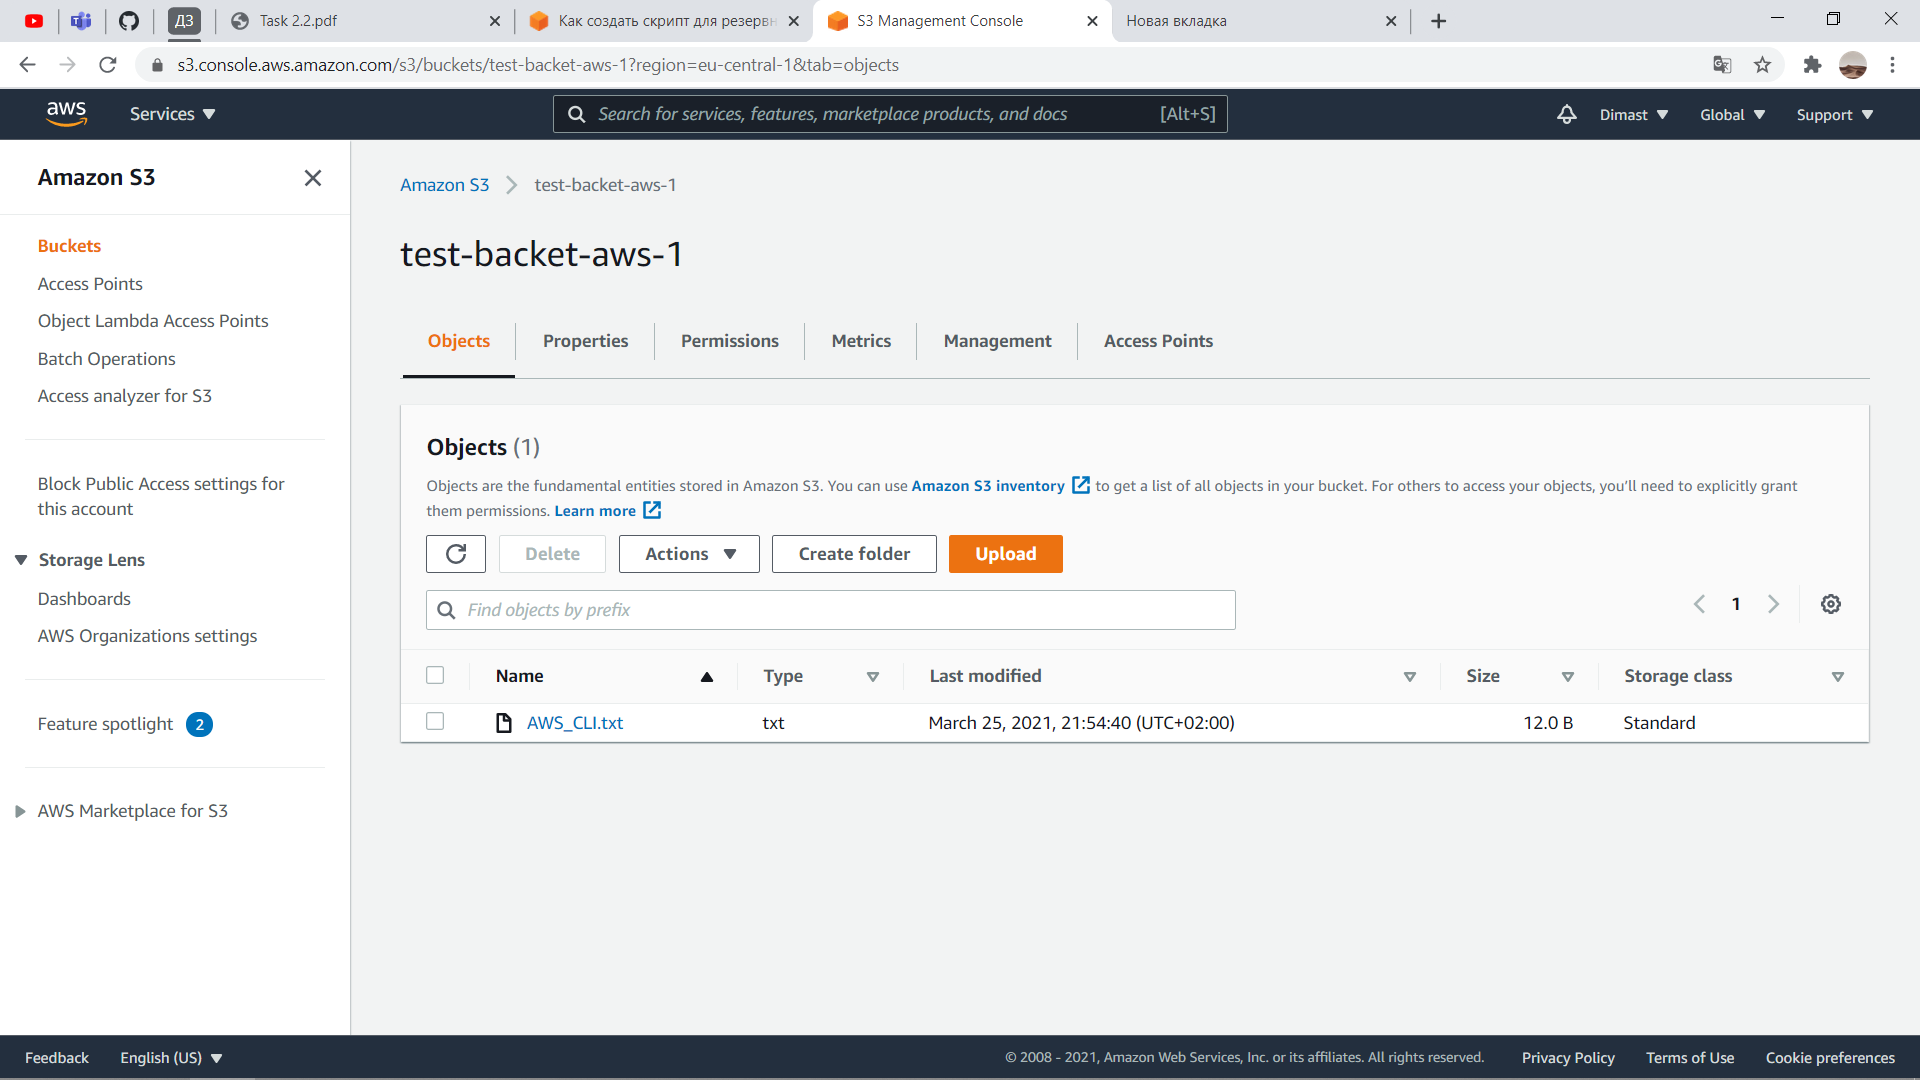 ДЗ
Task 2.2.pdf
Как создать скрипт для резервн
S3 Management Console
Новая вкладка
s3.console.aws.amazon.com/s3/buckets/test-backet-aws-1?region=eu-central-1&tab=objects
aws
Services
Search for services, features, marketplace products, and docs
[Alt+S]
Dimast
Global
Support
Amazon S3
Buckets
Access Points
Object Lambda Access Points
Batch Operations
Access analyzer for S3
Block Public Access settings for
this account
Storage Lens
Dashboards
AWS Organizations settings
Feature spotlight 2
AWS Marketplace for S3
Amazon S3
test-backet-aws-1
test-backet-aws-1
Objects
Properties
Permissions
Metrics
Management
Access Points
Objects (1)
Objects are the fundamental entities stored in Amazon S3. You can use Amazon S3 inventory to get a list of all objects in your bucket. For others to access your objects, you'll need to explicitly grant
them permissions. Learn more
Delete
Actions
Create folder
Upload
Find objects by prefix
1
Name
Type
Last modified
Size
Storage class
AWS_CLI.txt
txt
March 25, 2021, 21:54:40 (UTC+02:00)
12.0 B
Standard
Feedback
English (US)
© 2008 - 2021, Amazon Web Services, Inc. or its affiliates. All rights reserved.
Privacy Policy
Terms of Use
Cookie preferences